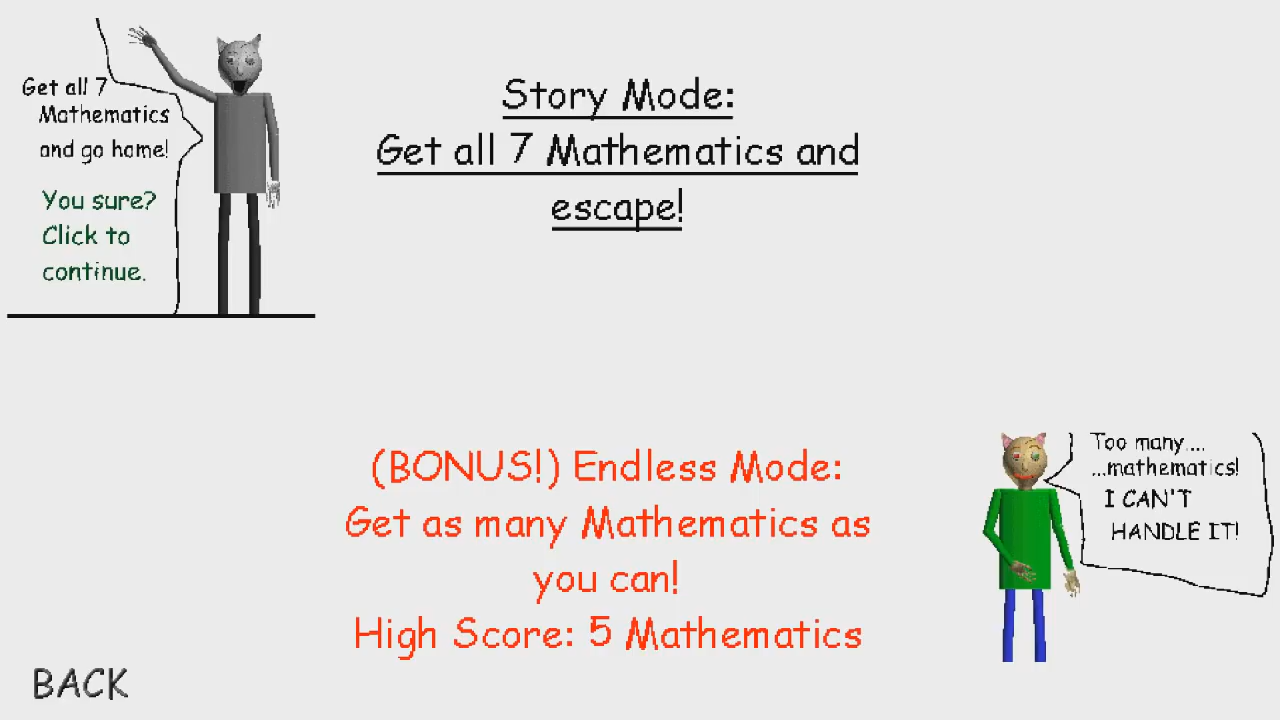 Get all 7
Mathematics
and go home!
You sure?
Click to
continue.
Story Mode:
Get all 7 Mathematics and
escape!
(BONUS!) Endless Mode:
Get as many Mathematics as
you can!
High Score: 5 Mathematics
Too many....
...mathematics!
I CAN'T
HANDLE IT!
BACK